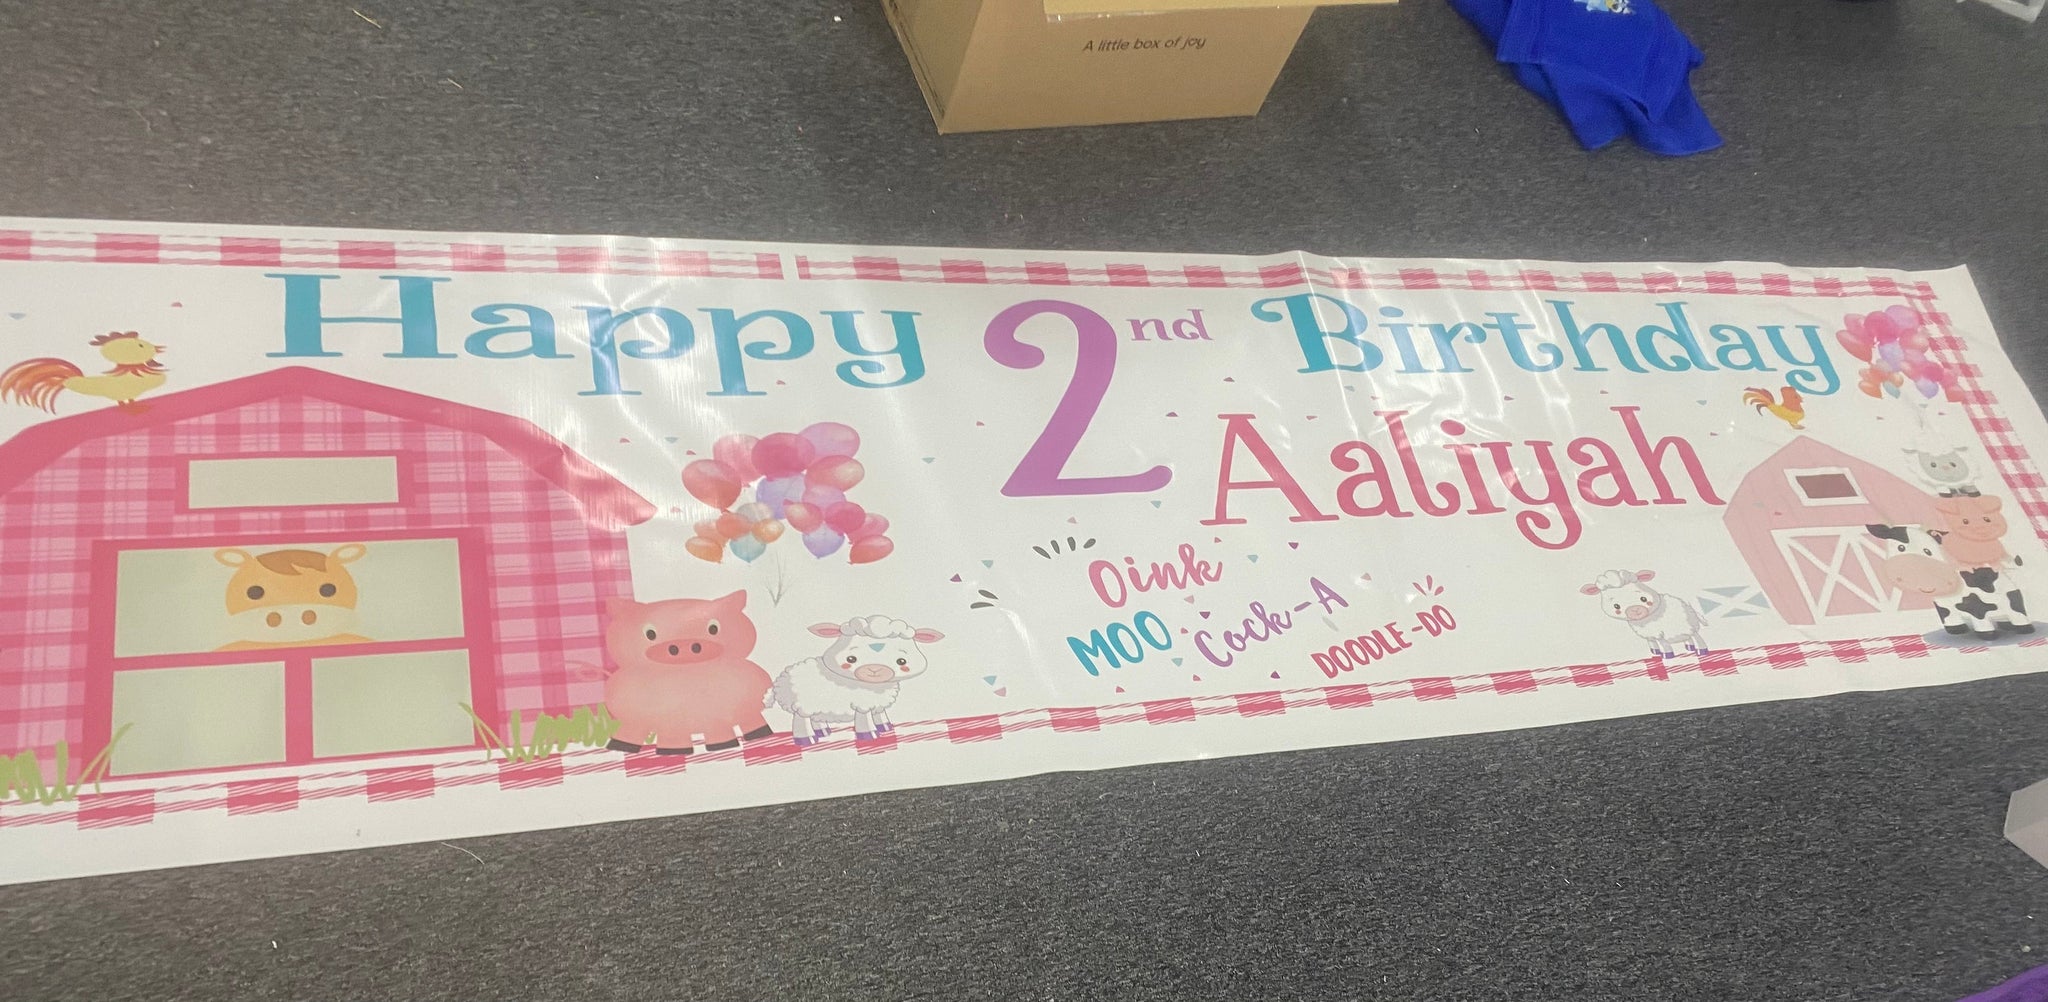 A little box of joy
Happy 2nd Birthday
Aaliyah
Oink
MOO Cock-A
DOODLE-DO